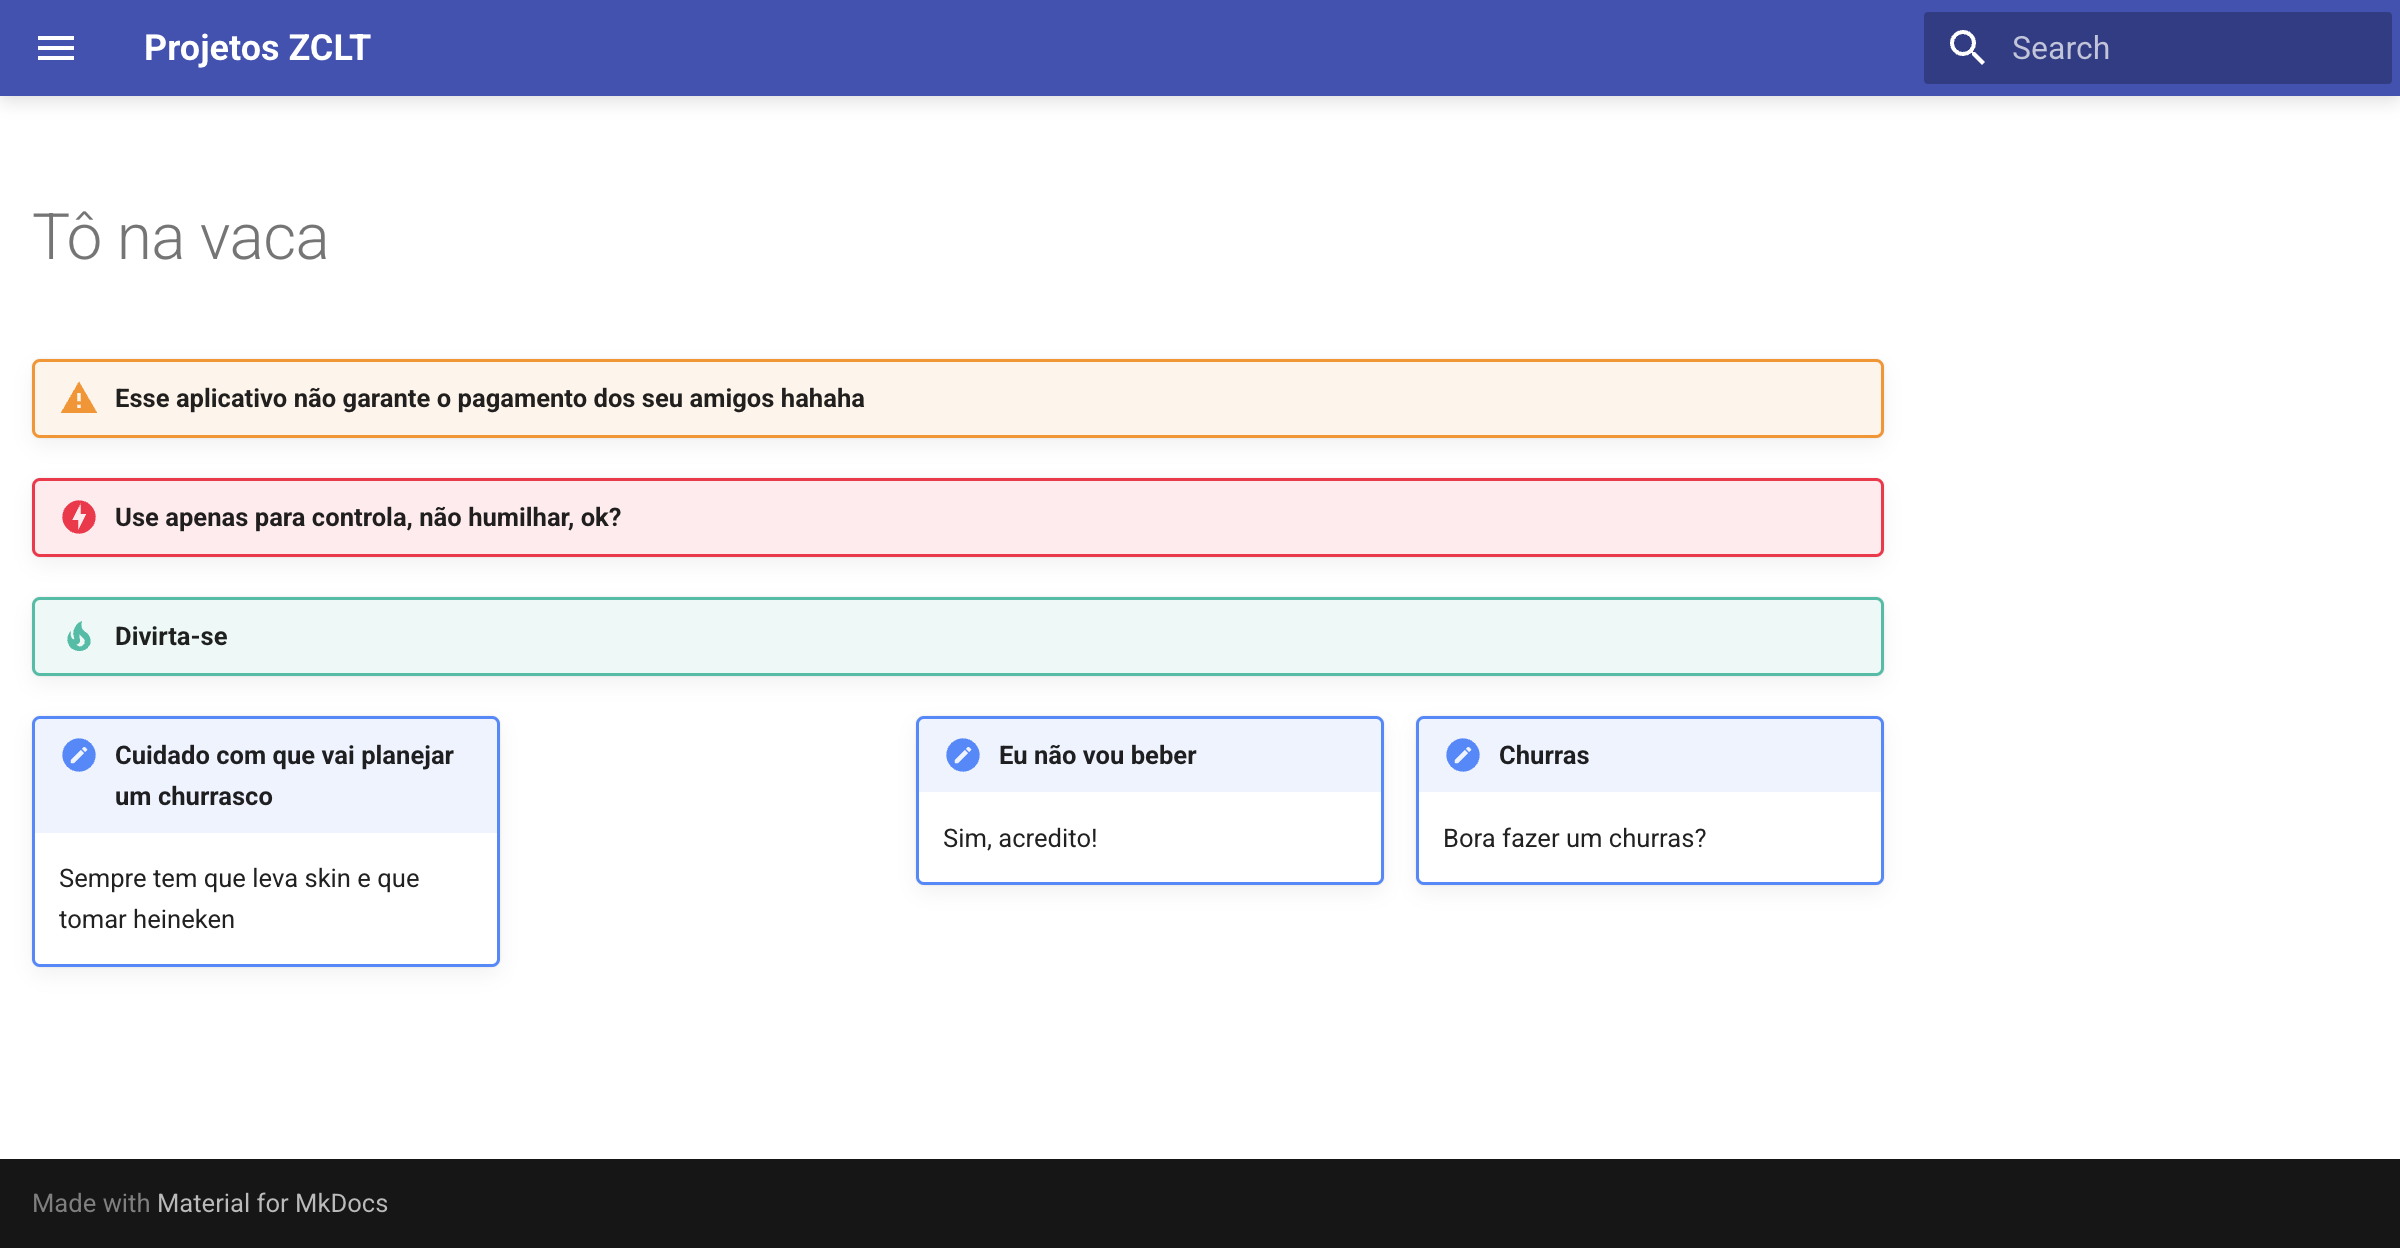 Projetos ZCLT
Search
Tô na vaca
Esse aplicativo não garante o pagamento dos seu amigos hahaha
Use apenas para controla, não humilhar, ok?
Divirta-se
Cuidado com que vai planejar
um churrasco
Sempre tem que leva skin e que
tomar heineken
Eu não vou beber
Sim, acredito!
Churras
Bora fazer um churras?
Made with Material for MkDocs